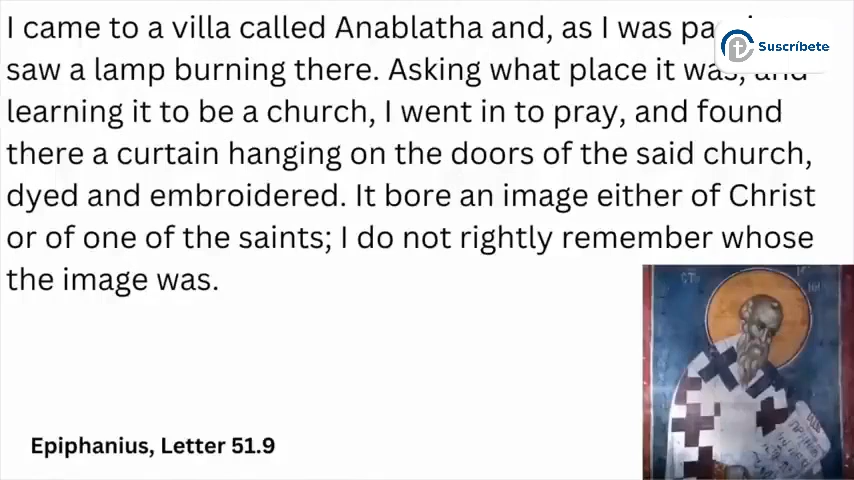 I came to a villa called Anablatha and, as I was
saw a lamp burning there. Asking what place it was, and
learning it to be a church, I went in to pray, and found
there a curtain hanging on the doors of the said church,
dyed and embroidered. It bore an image either of Christ
or of one of the saints; I do not rightly remember whose
the image was.
Epiphanius, Letter 51.9
Suscríbete